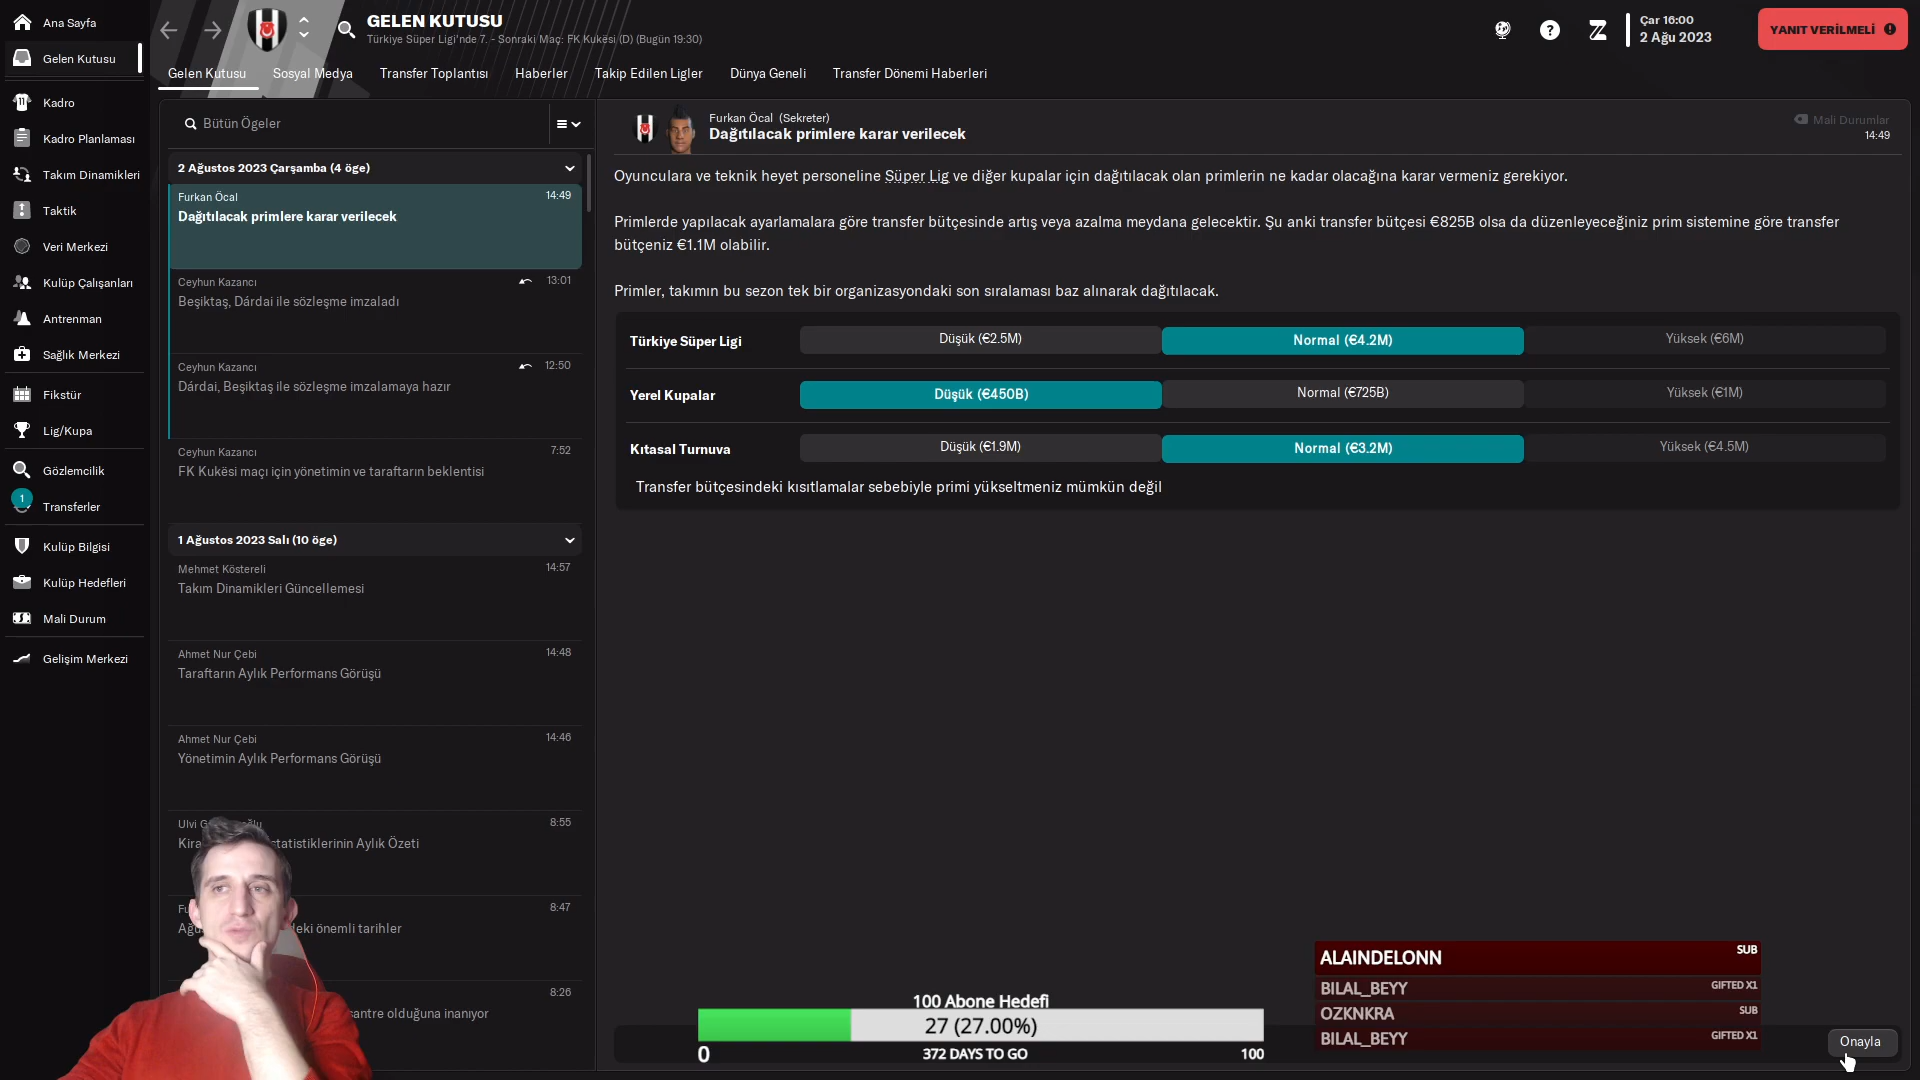 Ana Sayfa
Gelen Kutusu
Kadro
Kadro Planlaması
Takım Dinamikleri
Taktik
Veri Merkezi
Kulüp Çalışanları
Antrenman
Sağlık Merkezi
Fikstür
Lig/Kupa
Gözlemcilik
1
Transferler
Kulüp Bilgisi
Kulüp Hedefleri
Mali Durum
Gelişim Merkezi
GELEN KUTUSU
Türkiye Süper Ligi'nde 7. - Sonraki Maç: FK Kukësi (D) (Bugün 19:30)
Çar 16:00
2 Ağu 2023
YANIT VERİLMELİ
Gelen Kutusu Sosyal Medya Transfer Toplantısı Haberler Takip Edilen Ligler Dünya Geneli Transfer Dönemi Haberleri
Bütün Ögeler
2 Ağustos 2023 Çarşamba (4 öge)
Furkan Öcal 14:49
Dağıtılacak primlere karar verilecek
Ceyhun Kazancı 13:01
Beşiktaş, Dárdai ile sözleşme imzaladı
Ceyhun Kazancı 12:50
Dárdai, Beşiktaş ile sözleşme imzalamaya hazır
Ceyhun Kazancı 7:52
FK Kukësi maçı için yönetimin ve taraftarın beklentisi
1 Ağustos 2023 Salı (10 öge)
Mehmet Köstereli 14:57
Takım Dinamikleri Güncellemesi
Ahmet Nur Çebi 14:48
Taraftarın Aylık Performans Görüşü
Ahmet Nur Çebi 14:46
Yönetimin Aylık Performans Görüşü
Ulvi 8:55
Aylık Özeti
8:47
önemli tarihler
8:26
olduğuna inanıyor
Furkan Öcal (Sekreter)
Dağıtılacak primlere karar verilecek
Mali Durumlar
14:49
Oyunculara ve teknik heyet personeline Süper Lig ve diğer kupalar için dağıtılacak olan primlerin ne kadar olacağına karar vermeniz gerekiyor.
Primlerde yapılacak ayarlamalara göre transfer bütçesinde artış veya azalma meydana gelecektir. Şu anki transfer bütçesi €825B olsa da düzenleyeceğiniz prim sistemine göre transfer
bütçeniz €1.1M olabilir.
Primler, takımın bu sezon tek bir organizasyondaki son sıralaması baz alınarak dağıtılacak.
Türkiye Süper Ligi Düşük (€2.5M) Normal (€4.2M) Yüksek (€6M)
Yerel Kupalar Düşük (€450B) Normal (€725B) Yüksek (€1M)
Kıtasal Turnuva Düşük (€1.9M) Normal (€3.2M) Yüksek (€4.5M)
Transfer bütçesindeki kısıtlamalar sebebiyle primi yükseltmeniz mümkün değil
100 Abone Hedefi
27 (27.00%)
0 372 DAYS TO GO 100
ALAINDELONN SUB
BILAL_BEYY GIFTED X1
OZKNKRA SUB
BILAL_BEYY GIFTED X1
Onayla